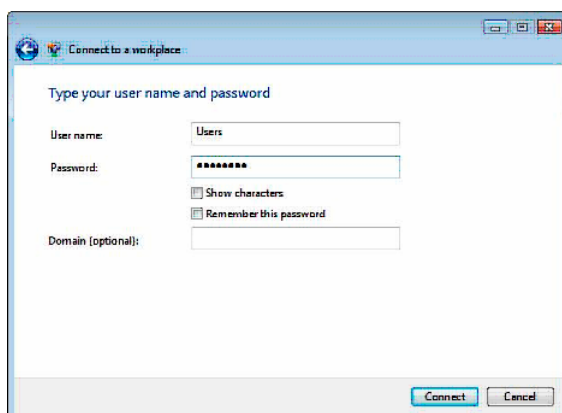 Connect to a workplace
Type your user name and password
User name: Users
Password: ••••••••
Show characters
Remember this password
Domain (optional):
Connect Cancel